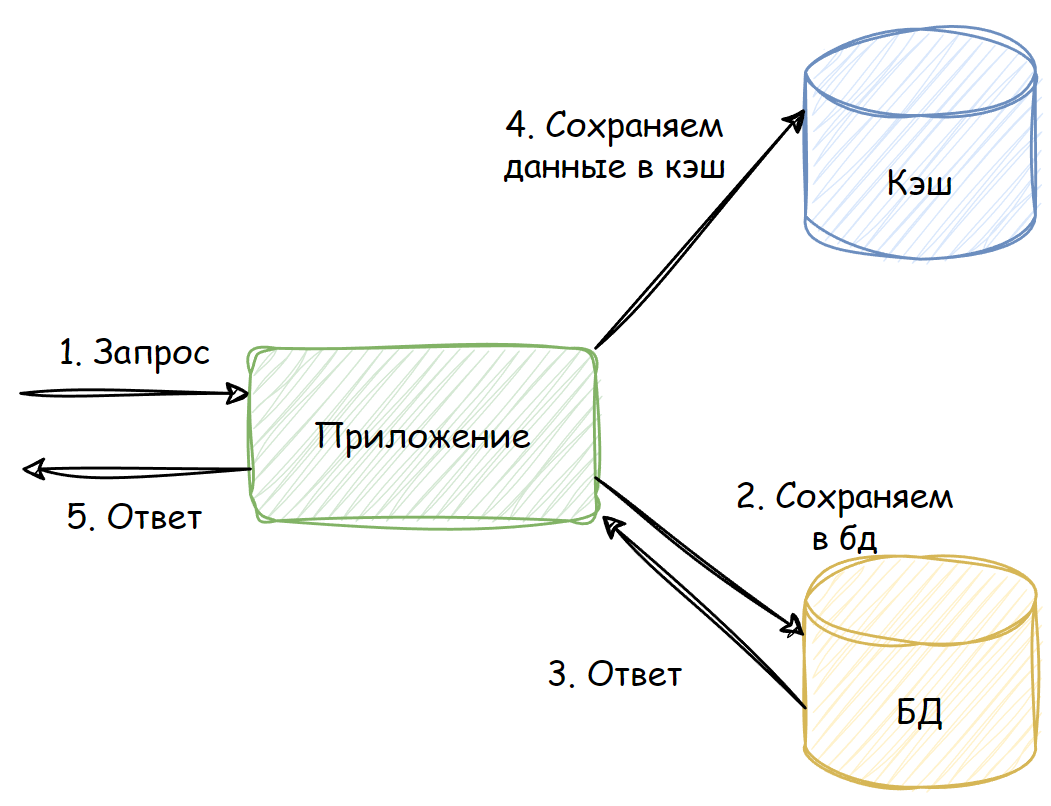 4. Сохраняем
данные в кэш
Кэш
1. Запрос
Приложение
5. Ответ
2. Сохраняем
в бд
3. Ответ
БД